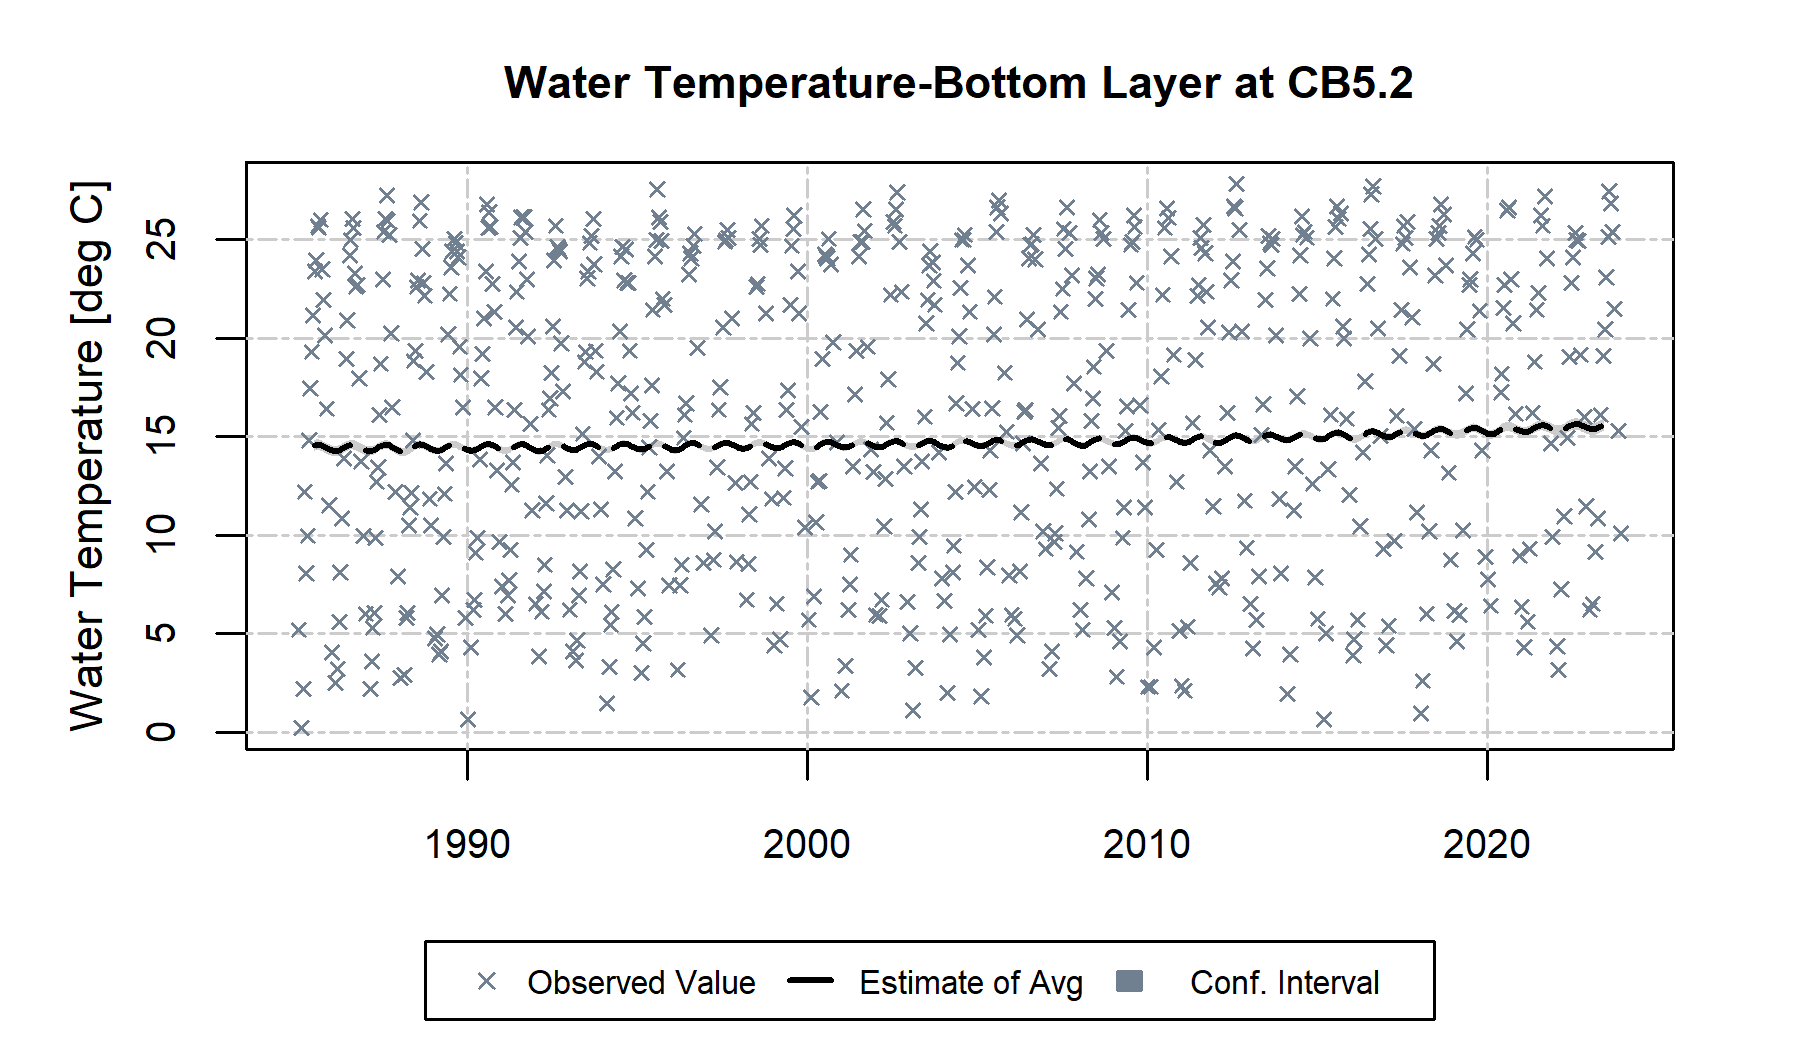 Water Temperature-Bottom Layer at CB5.2
Water Temperature [deg C]
25
20
15
10
5
0
1990 2000 2010 2020
Observed Value Estimate of Avg Conf. Interval